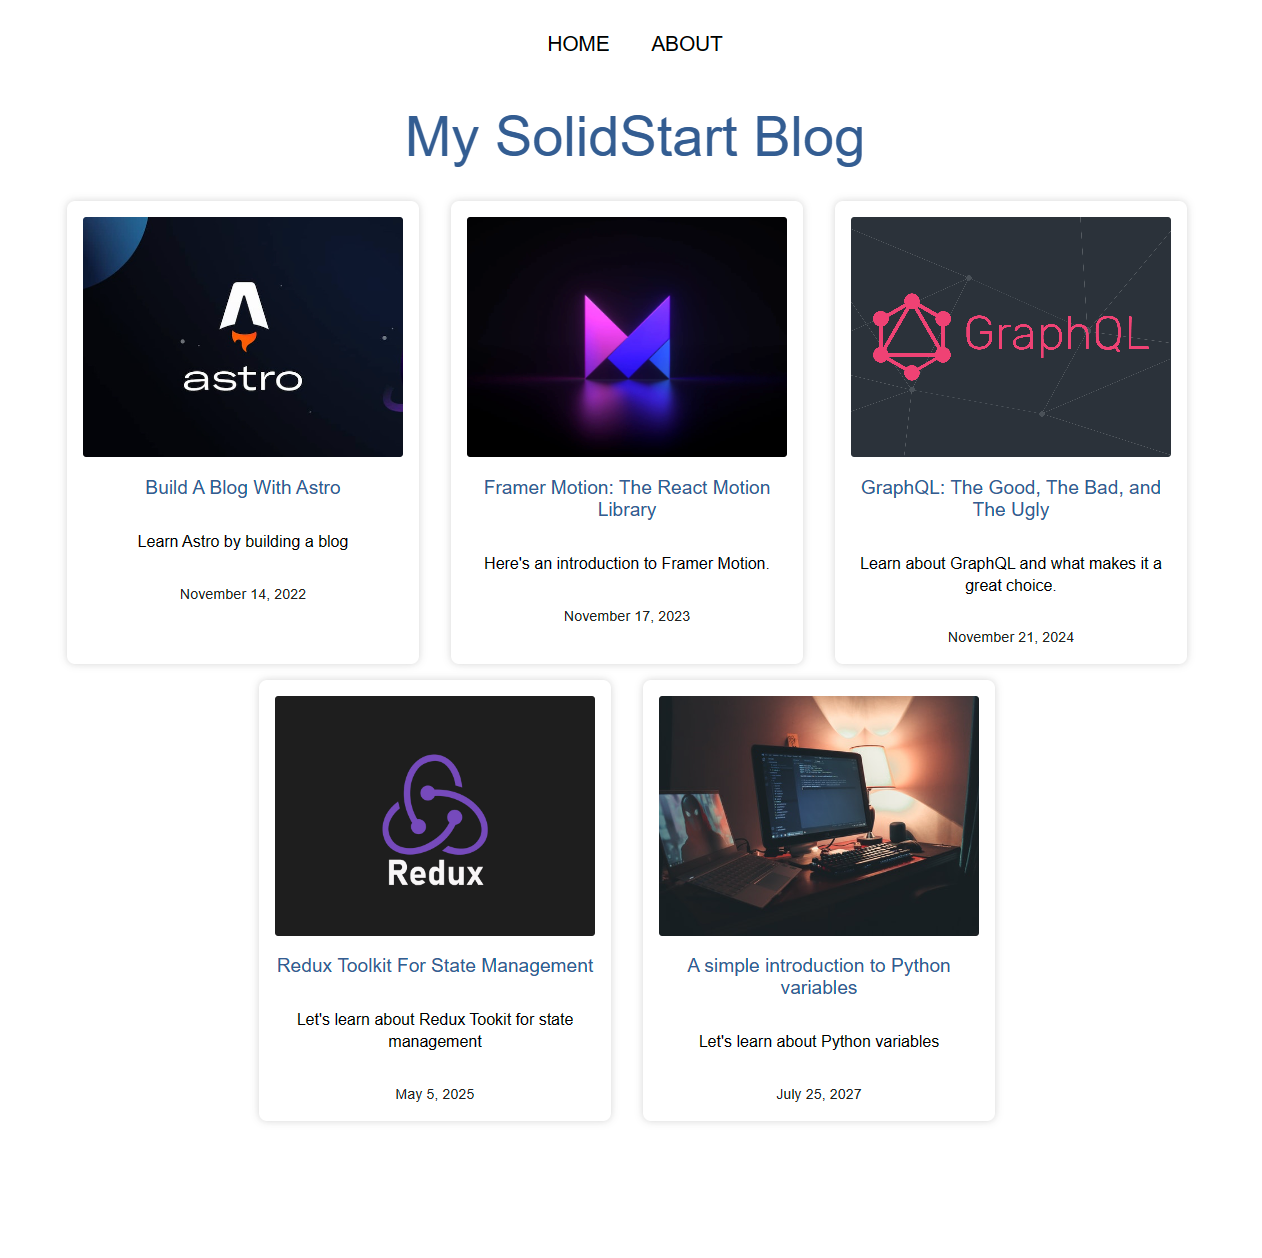 HOME ABOUT
My SolidStart Blog
astro
GraphQL
Build A Blog With Astro
Learn Astro by building a blog
November 14, 2022
Framer Motion: The React Motion
Library
Here's an introduction to Framer Motion.
November 17, 2023
GraphQL: The Good, The Bad, and
The Ugly
Learn about GraphQL and what makes it a
great choice.
November 21, 2024
Redux
Redux Toolkit For State Management
Let's learn about Redux Tookit for state
management
May 5, 2025
A simple introduction to Python
variables
Let's learn about Python variables
July 25, 2027